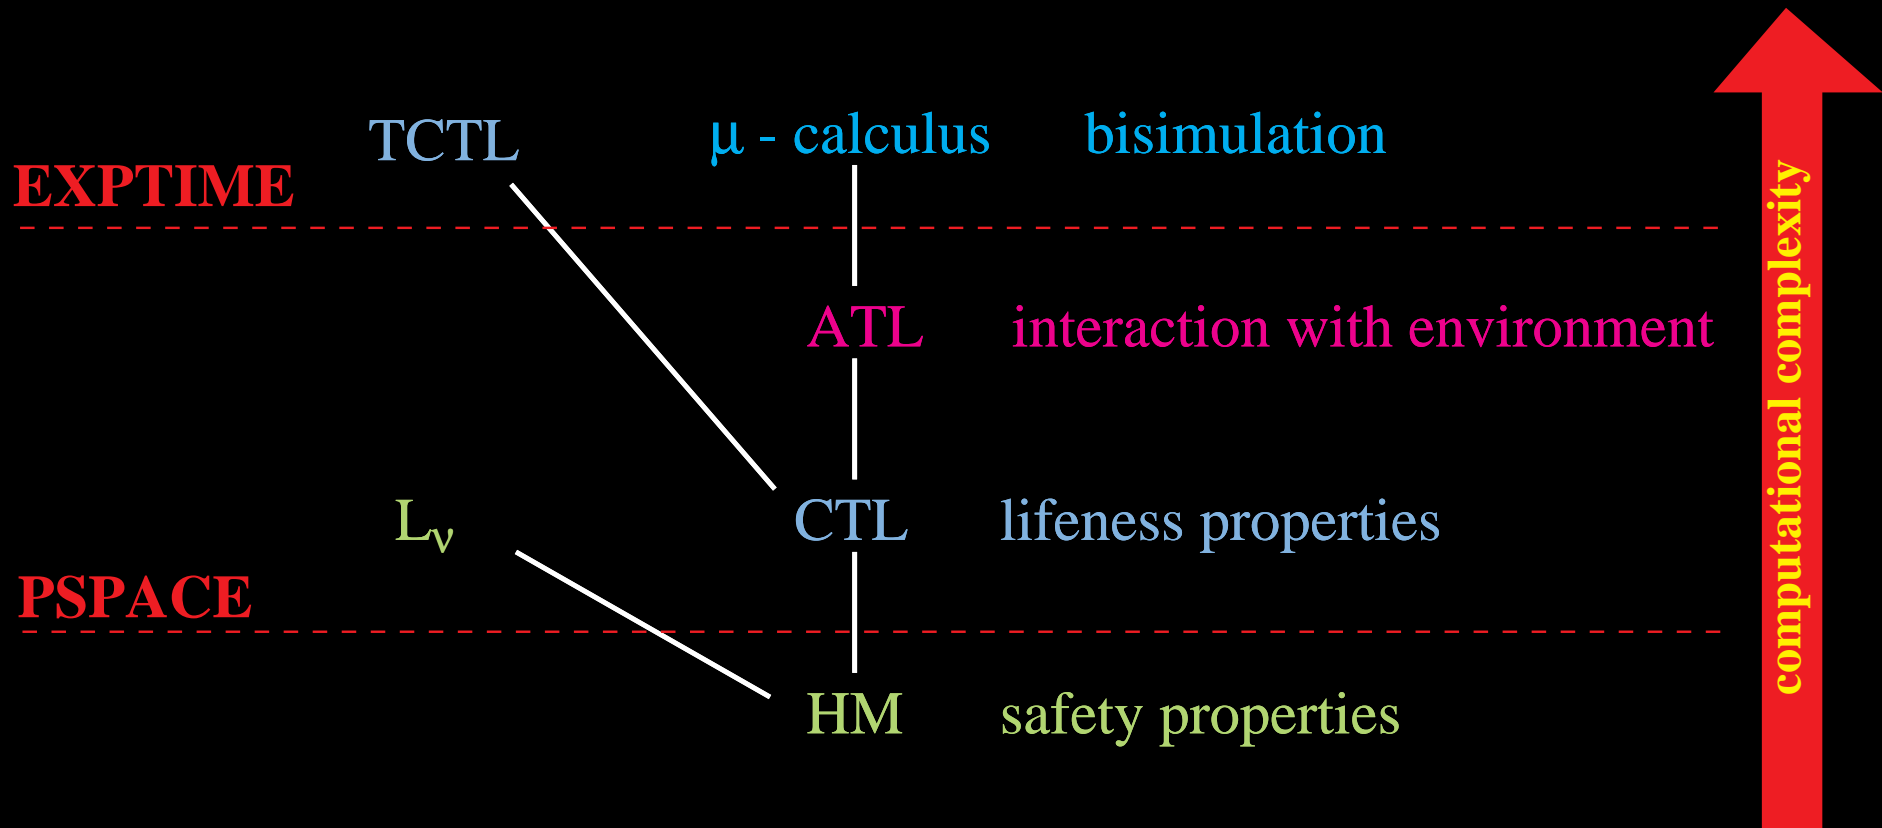 TCTL
μ - calculus
bisimulation
EXPTIME
ATL
interaction with environment
Lν
CTL
lifeness properties
PSPACE
HM
safety properties
computational complexity